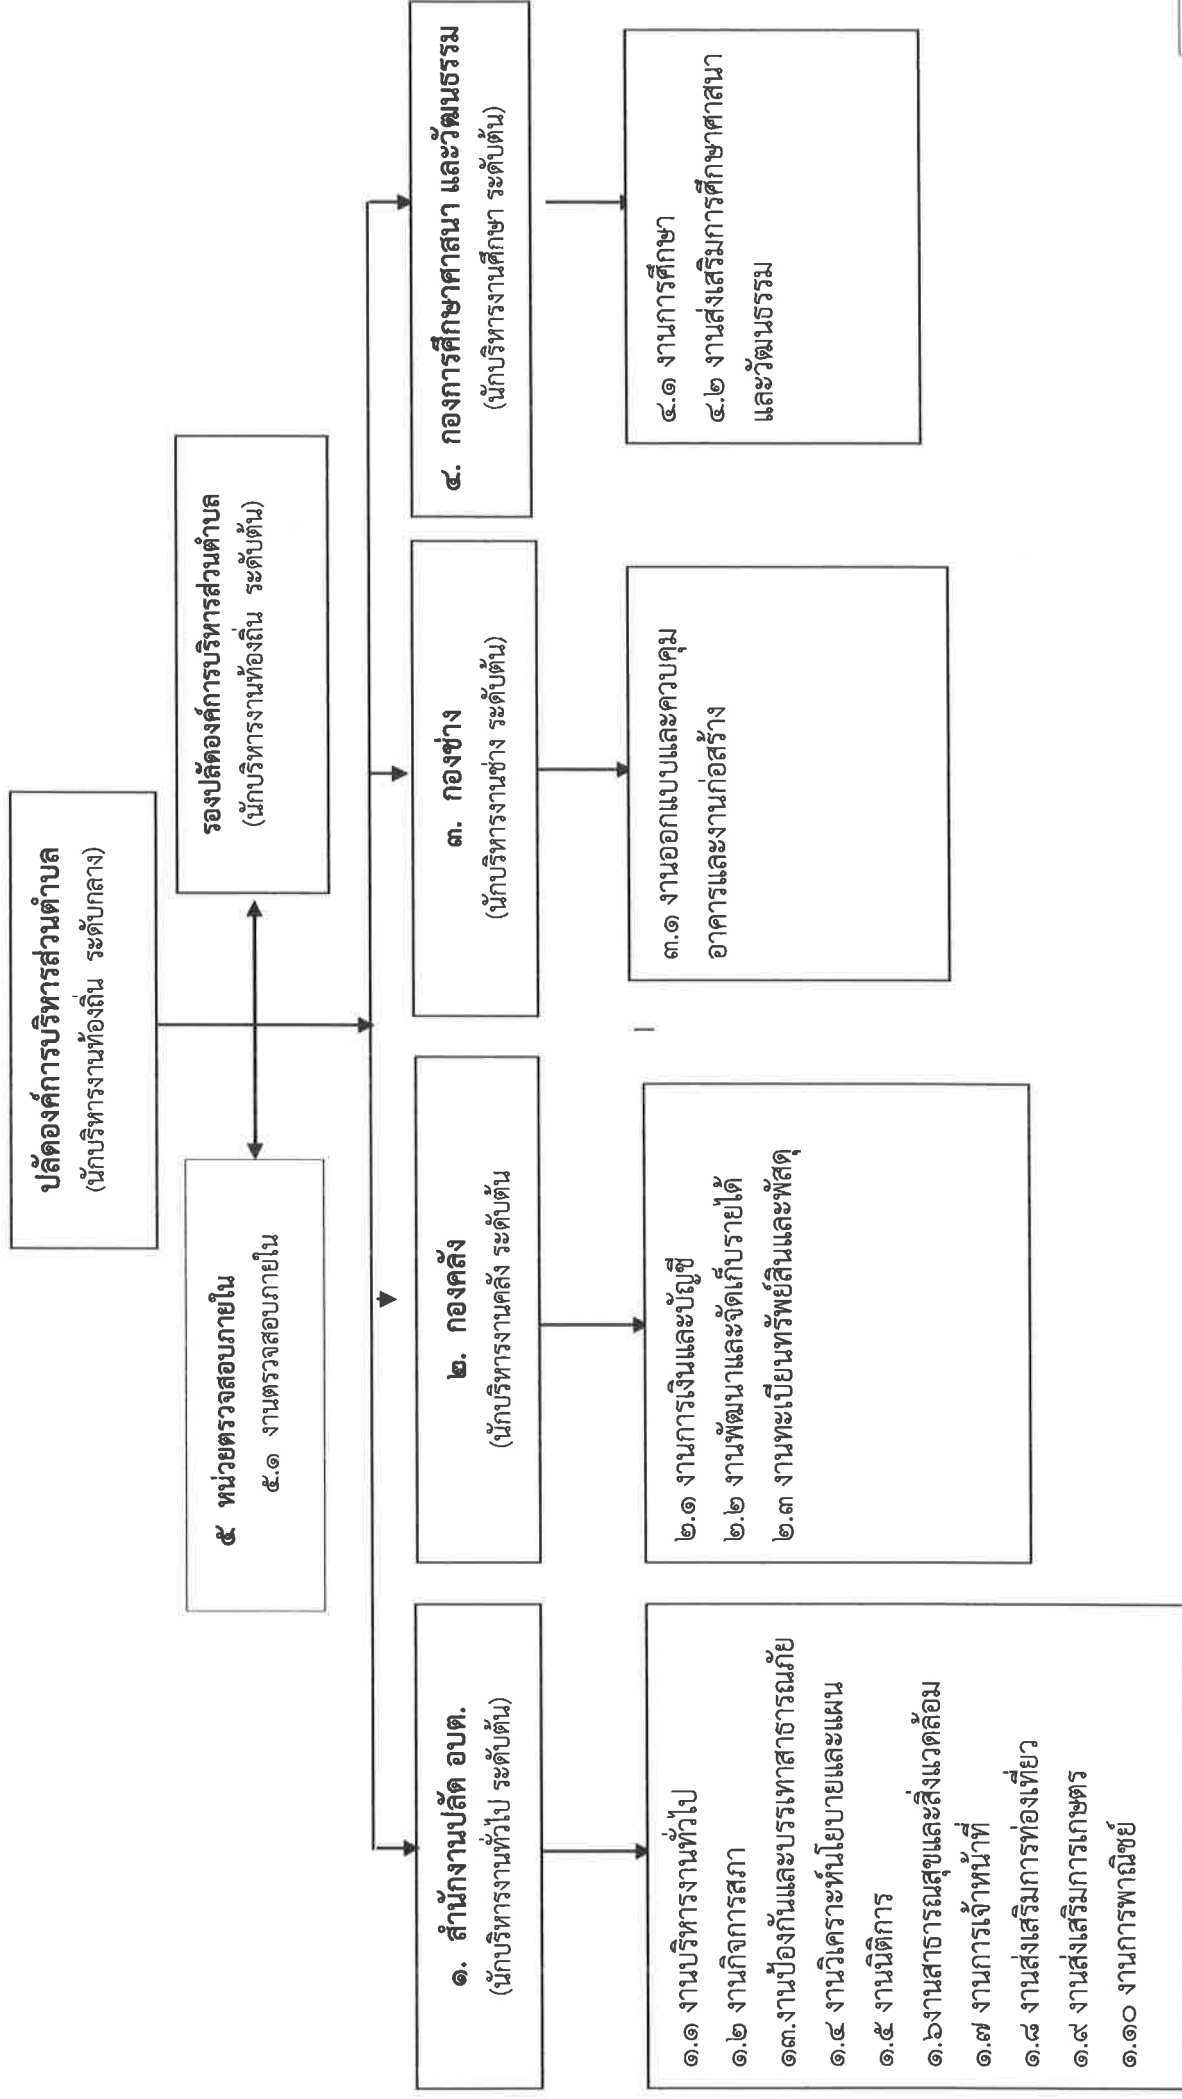 ปลัดองค์การบริหารส่วนตำบล
(นักบริหารงานท้องถิ่น ระดับกลาง)
รองปลัดองค์การบริหารส่วนตำบล
(นักบริหารงานท้องถิ่น ระดับต้น)
๕ หน่วยตรวจสอบภายใน
๕.๑ งานตรวจสอบภายใน
๑. สำนักงานปลัด อบต.
(นักบริหารงานทั่วไป ระดับต้น)
๒. กองคลัง
(นักบริหารงานคลัง ระดับต้น
๓. กองช่าง
(นักบริหารงานช่าง ระดับต้น)
๔. กองการศึกษาศาสนา และวัฒนธรรม
(นักบริหารงานศึกษา ระดับต้น)
๑.๑ งานบริหารงานทั่วไป
๑.๒ งานกิจการสภา
๑๓.งานป้องกันและบรรเทาสาธารณภัย
๑.๔ งานวิเคราะห์นโยบายและแผน
๑.๕ งานนิติการ
๑.๖งานสาธารณสุขและสิ่งแวดล้อม
๑.๗ งานการเจ้าหน้าที่
๑.๘ งานส่งเสริมการท่องเที่ยว
๑.๙ งานส่งเสริมการเกษตร
๑.๑๐ งานการพาณิชย์
๒.๑ งานการเงินและบัญชี
๒.๒ งานพัฒนาและจัดเก็บรายได้
๒.๓ งานทะเบียนทรัพย์สินและพัสดุ
๓.๑ งานออกแบบและควบคุม
อาคารและงานก่อสร้าง
๔.๑ งานการศึกษา
๔.๒ งานส่งเสริมการศึกษาศาสนา
และวัฒนธรรม